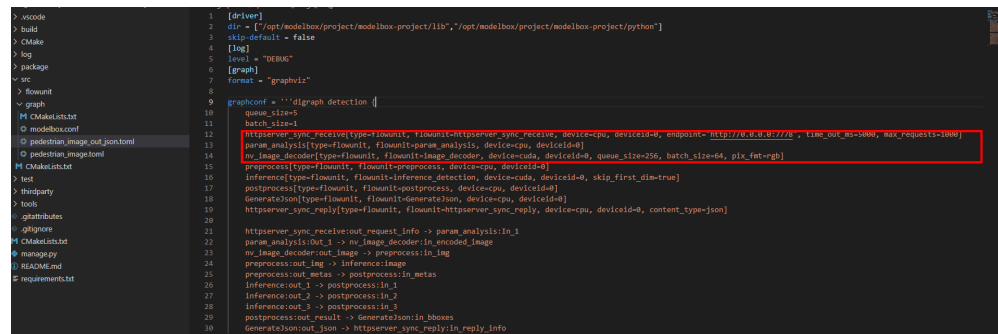 > .vscode
> build
> CMake
> log
> package
∨ src
> flowunit
∨ graph
M CMakeLists.txt
modelbox.conf
pedestrian_image_out_json.toml
pedestrian_image.toml
M CMakeLists.txt
> test
> thirdparty
> tools
.gitattributes
.gitignore
M CMakeLists.txt
manage.py
README.md
requirements.txt
1 [driver]
2 dir = ["/opt/modelbox/project/modelbox-project/lib","/opt/modelbox/project/modelbox-project/python"]
3 skip-default = false
4 [log]
5 level = "DEBUG"
6 [graph]
7 format = "graphviz"
8
9 graphconf = '''digraph detection {
10 queue_size=5
11 batch_size=1
12 httpserver_sync_receive[type=flowunit, flowunit=httpserver_sync_receive, device=cpu, deviceid=0, endpoint="http://0.0.0.0:7778", time_out_ms=5000, max_requests=1000]
13 param_analysis[type=flowunit, flowunit=param_analysis, device=cpu, deviceid=0]
14 nv_image_decoder[type=flowunit, flowunit=image_decoder, device=cuda, deviceid=0, queue_size=256, batch_size=64, pix_fmt=rgb]
15 preprocess[type=flowunit, flowunit=preprocess, device=cpu, deviceid=0]
16 inference[type=flowunit, flowunit=inference_detection, device=cuda, deviceid=0, skip_first_dim=true]
17 postprocess[type=flowunit, flowunit=postprocess, device=cpu, deviceid=0]
18 GenerateJson[type=flowunit, flowunit=GenerateJson, device=cpu, deviceid=0]
19 httpserver_sync_reply[type=flowunit, flowunit=httpserver_sync_reply, device=cpu, deviceid=0, content_type=json]
20
21 httpserver_sync_receive:out_request_info -> param_analysis:In_1
22 param_analysis:Out_1 -> nv_image_decoder:in_encoded_image
23 nv_image_decoder:out_image -> preprocess:in_img
24 preprocess:out_img -> inference:image
25 preprocess:out_metas -> postprocess:in_metas
26 inference:out_1 -> postprocess:in_1
27 inference:out_2 -> postprocess:in_2
28 inference:out_3 -> postprocess:in_3
29 postprocess:out_result -> GenerateJson:in_bboxes
30 GenerateJson:out_json -> httpserver_sync_reply:in_reply_info